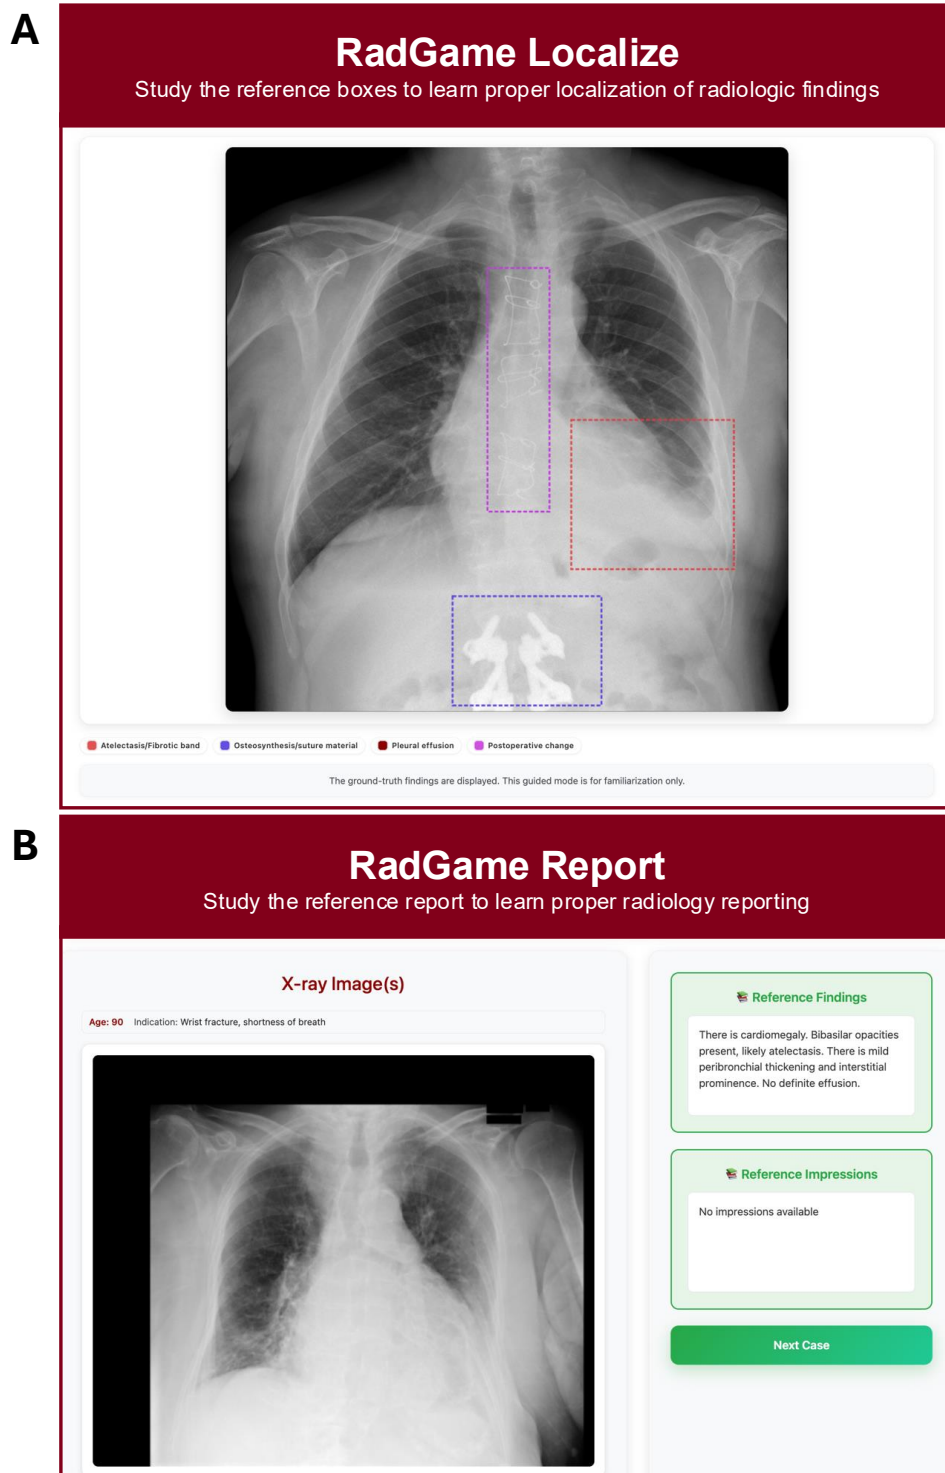 A
RadGame Localize
Study the reference boxes to learn proper localization of radiologic findings
Atelectasis/Fibrotic band
Osteosynthesis/suture material
Pleural effusion
Postoperative change
The ground-truth findings are displayed. This guided mode is for familiarization only.
B
RadGame Report
Study the reference report to learn proper radiology reporting
X-ray Image(s)
Age: 90 Indication: Wrist fracture, shortness of breath
Reference Findings
There is cardiomegaly. Bibasilar opacities
present, likely atelectasis. There is mild
peribronchial thickening and interstitial
prominence. No definite effusion.
Reference Impressions
No impressions available
Next Case